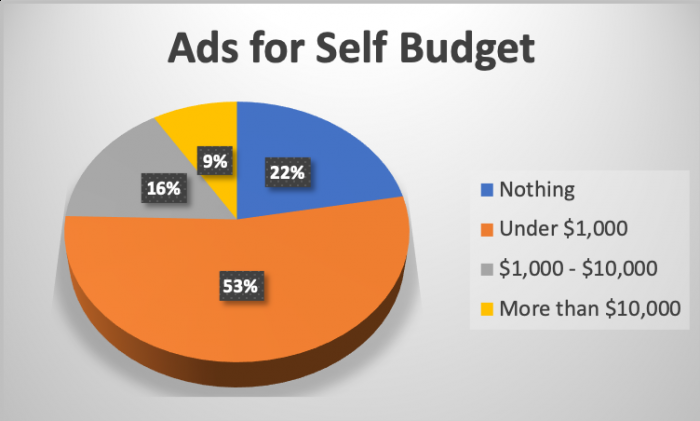 Ads for Self Budget
9%
22%
16%
53%
Nothing
Under $1,000
$1,000 - $10,000
More than $10,000